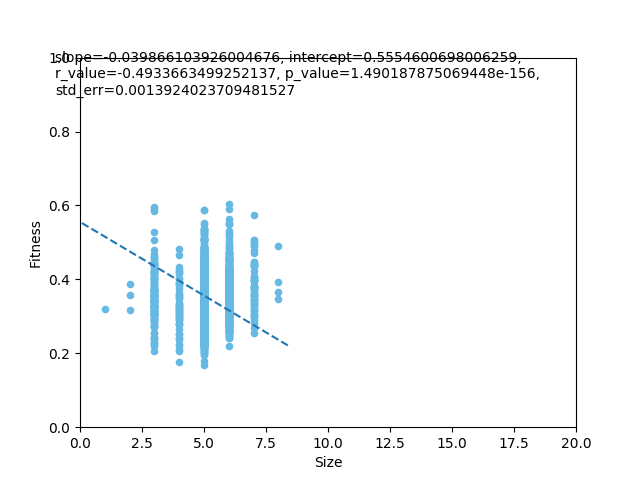 slope=-0.039866103926004676, intercept=0.5554600698006259,
r_value=-0.4933663499252137, p_value=1.490187875069448e-156,
std_err=0.0013924023709481527
1.0
0.8
0.6
0.4
0.2
0.0
Fitness
0.0 2.5 5.0 7.5 10.0 12.5 15.0 17.5 20.0
Size